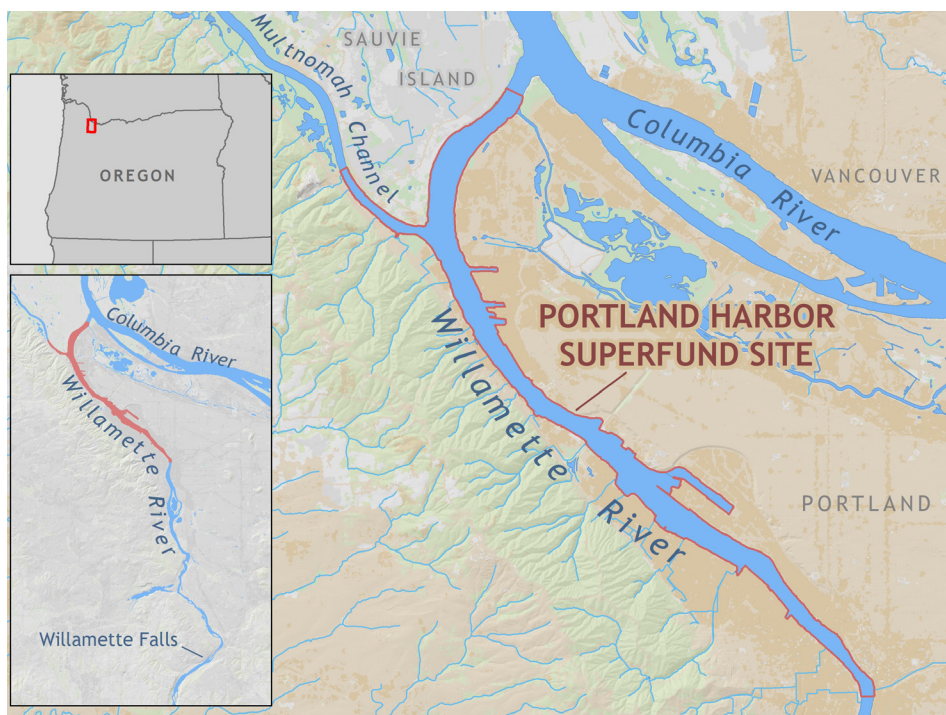 Multnomah Channel
SAUVIE
ISLAND
Columbia River
VANCOUVER
OREGON
PORTLAND HARBOR
SUPERFUND SITE
Willamette River
PORTLAND
Columbia River
Willamette River
Willamette Falls